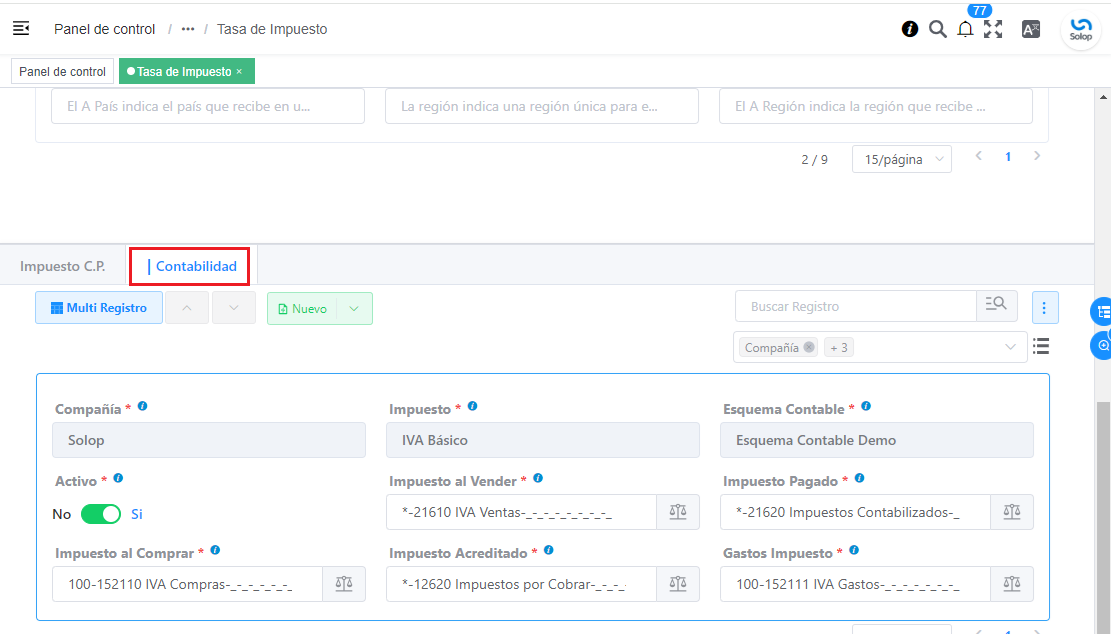 Panel de control / ••• / Tasa de Impuesto
77
Solop
Panel de control
Tasa de Impuesto ×
El A País indica el país que recibe en u...
La región indica una región única para e...
El A Región indica la región que recibe ...
2 / 9
15/página
1
Impuesto C.P.
Contabilidad
Multi Registro
Nuevo
Buscar Registro
Compañía
+ 3
Compañía *
Impuesto *
Esquema Contable *
Solop
IVA Básico
Esquema Contable Demo
Activo *
Impuesto al Vender *
Impuesto Pagado *
No
Si
*-21610 IVA Ventas-_-_-_-_-_-_-_-_
*-21620 Impuestos Contabilizados-_
Impuesto al Comprar *
Impuesto Acreditado *
Gastos Impuesto *
100-152110 IVA Compras-_-_-_-_-_-_
*-12620 Impuestos por Cobrar-_-_-_-
100-152111 IVA Gastos-_-_-_-_-_-_-_